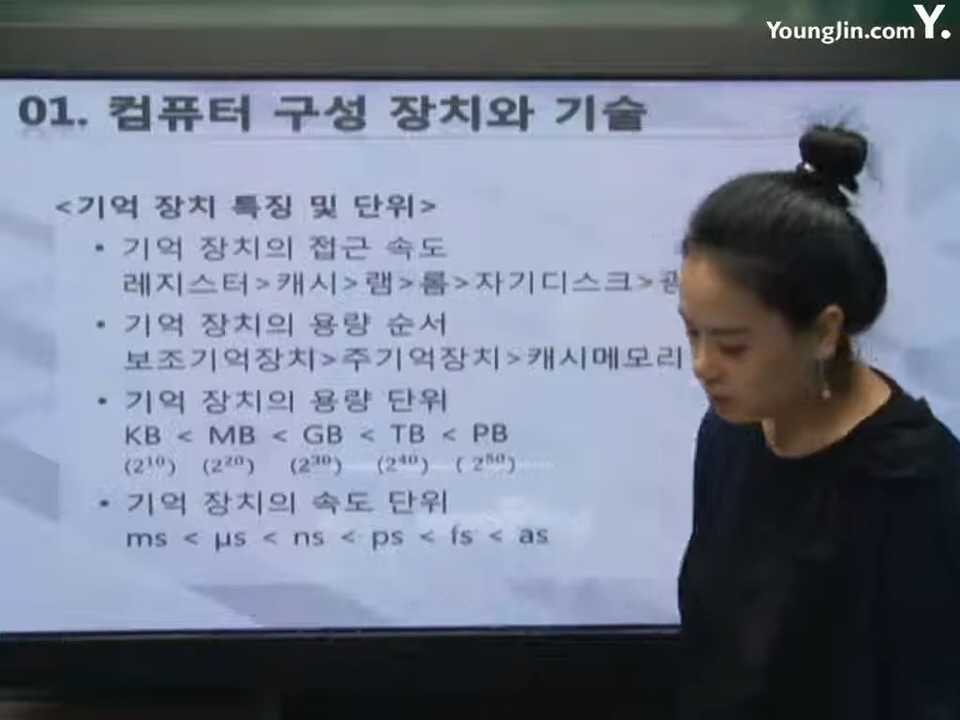 YoungJin.com Y.
01. 컴퓨터 구성 장치와 기술
<기억 장치 특징 및 단위>
• 기억 장치의 접근 속도
레지스터>캐시>램>롬>자기디스크>
• 기억 장치의 용량 순서
보조기억장치>주기억장치>캐시메모리
• 기억 장치의 용량 단위
KB < MB < GB < TB < PB
(2¹⁰) (2²⁰) (2³⁰) (2⁴⁰) (2⁵⁰)
• 기억 장치의 속도 단위
ms < μs < ns < ps < fs < as